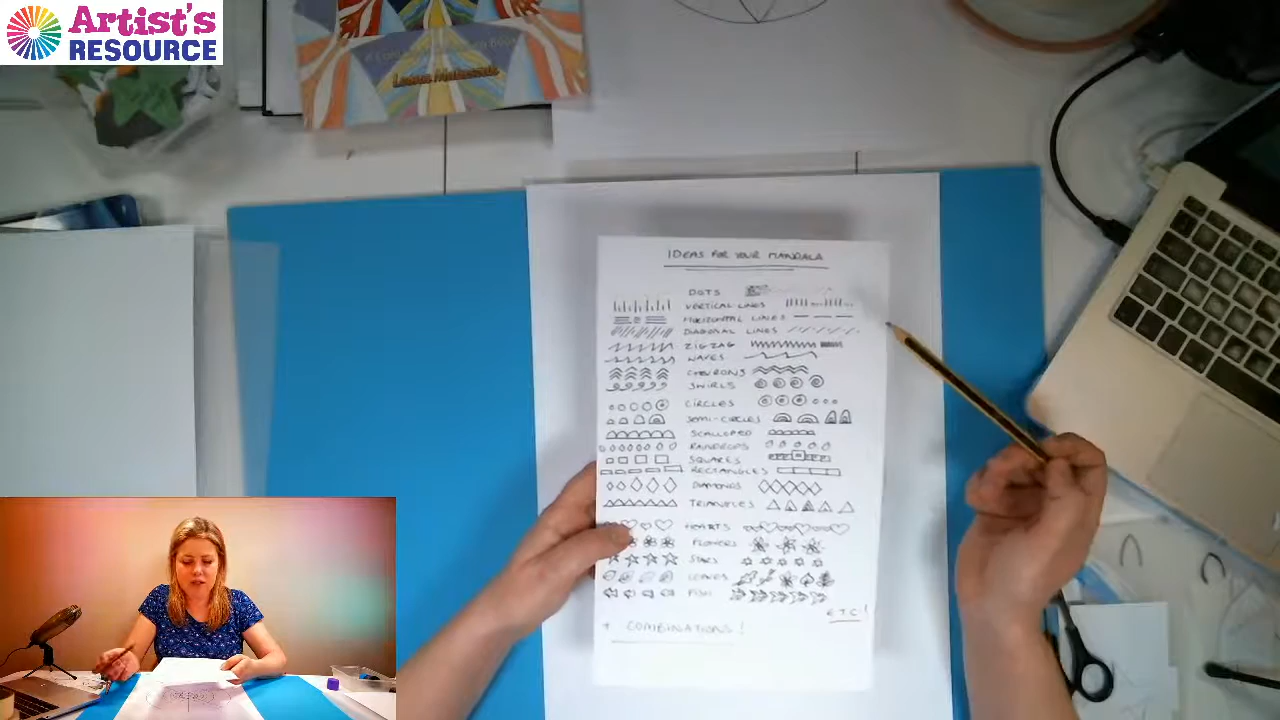 Artist's
RESOURCE
IDEAS FOR YOUR MANDALA
DOTS
VERTICAL LINES
HORIZONTAL LINES
DIAGONAL LINES
ZIGZAG
WAVES
CHEVRONS
SWIRLS
CIRCLES
SEMI-CIRCLES
SCALLOPED
RAINDROPS
SQUARES
RECTANGLES
DIAMONDS
TRIANGLES
HEARTS
FLOWERS
STARS
LEAVES
FISH
ETC!
+ COMBINATIONS!